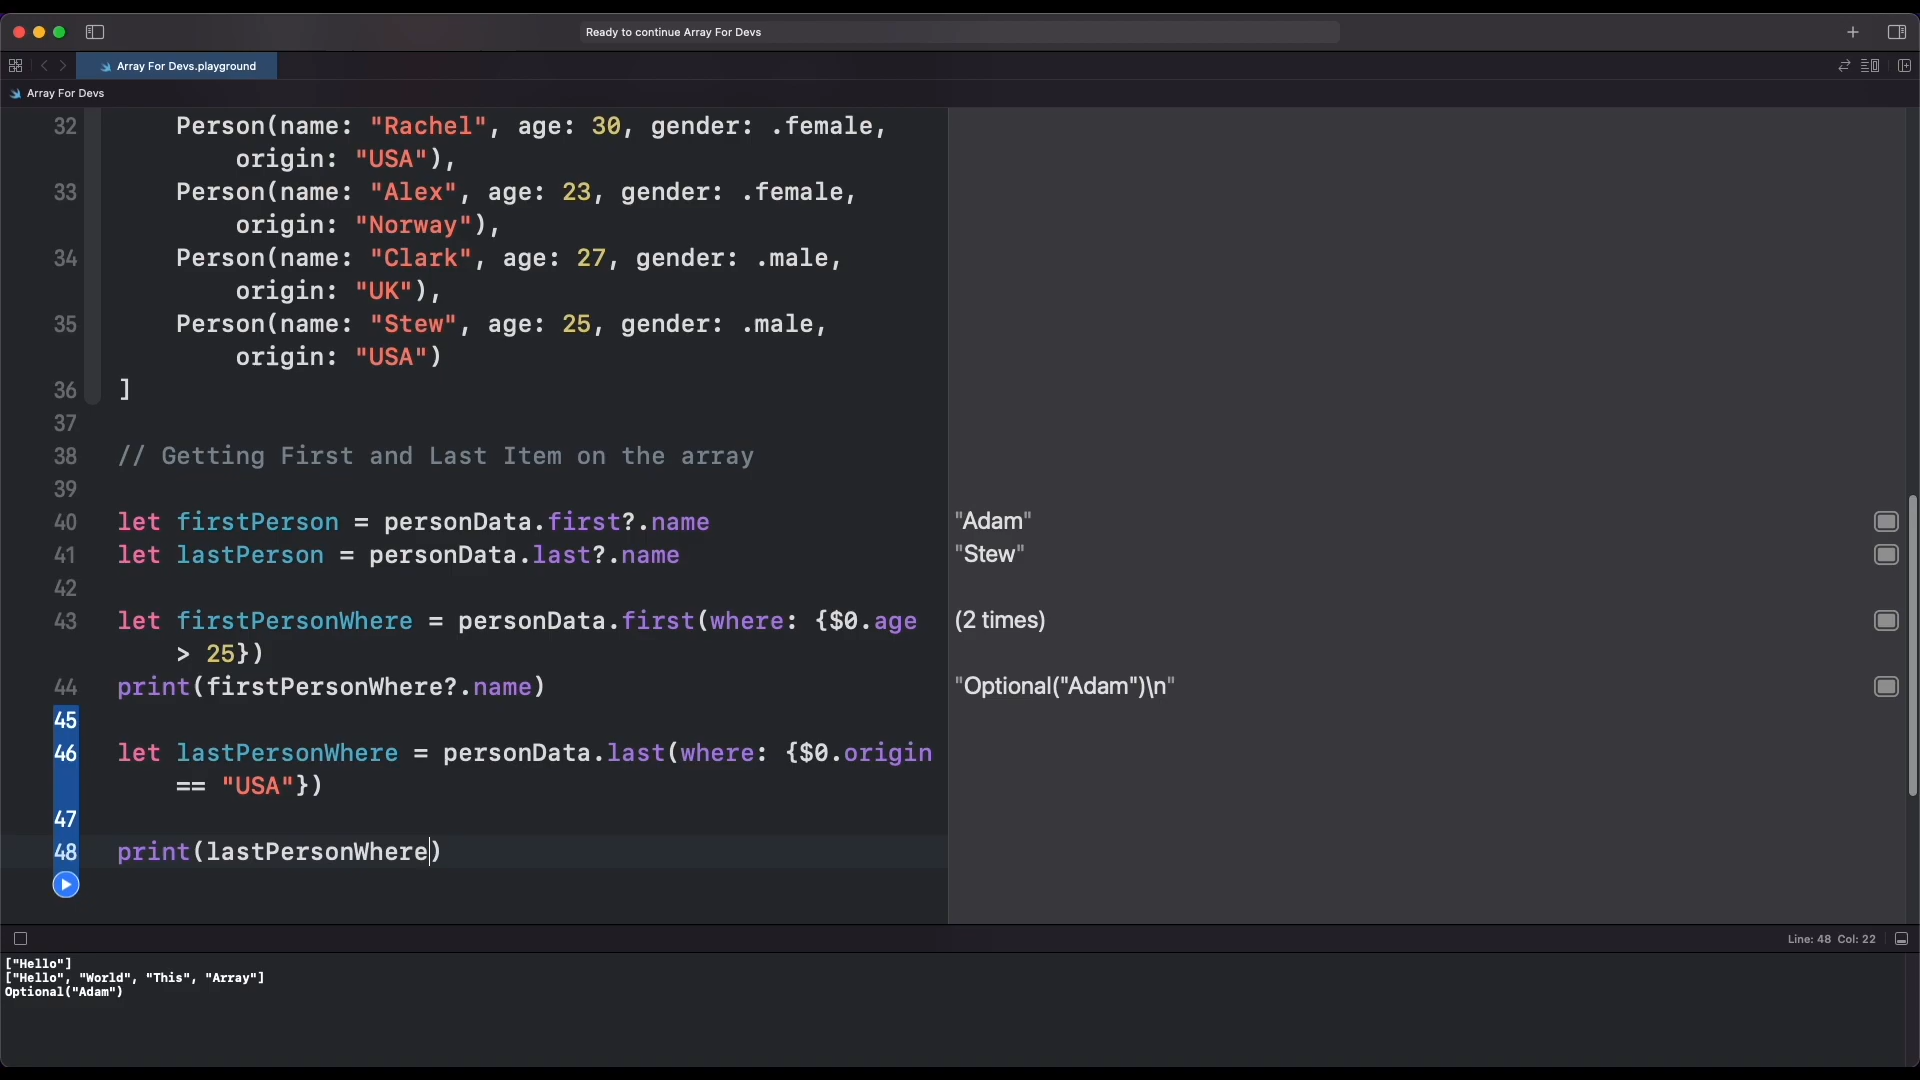 Ready to continue Array For Devs
Array For Devs.playground
Array For Devs
32 Person(name: "Rachel", age: 30, gender: .female,
origin: "USA"),
33 Person(name: "Alex", age: 23, gender: .female,
origin: "Norway"),
34 Person(name: "Clark", age: 27, gender: .male,
origin: "UK"),
35 Person(name: "Stew", age: 25, gender: .male,
origin: "USA")
36 ]
37
38 // Getting First and Last Item on the array
39
40 let firstPerson = personData.first?.name "Adam"
41 let lastPerson = personData.last?.name "Stew"
42
43 let firstPersonWhere = personData.first(where: {$0.age (2 times)
> 25})
44 print(firstPersonWhere?.name) "Optional("Adam")\n"
45
46 let lastPersonWhere = personData.last(where: {$0.origin
== "USA"})
47
48 print(lastPersonWhere)
Line: 48 Col: 22
["Hello"]
["Hello", "World", "This", "Array"]
Optional("Adam")